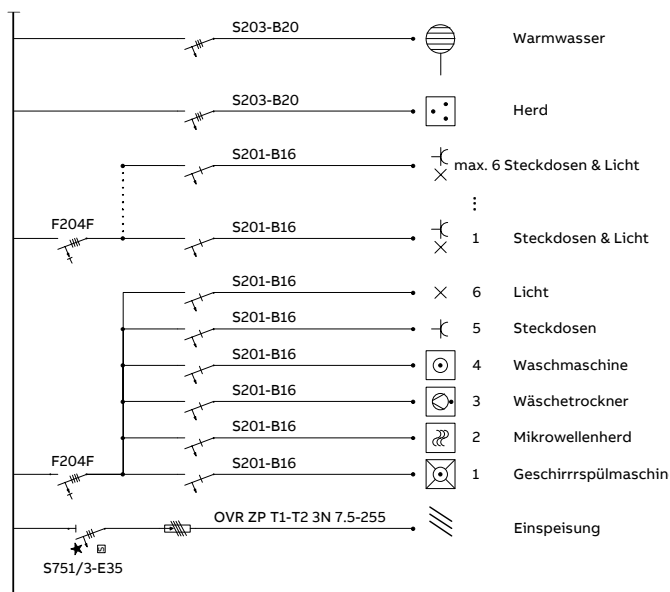 S203-B20
Warmwasser
S203-B20
Herd
S201-B16
max. 6 Steckdosen & Licht
F204F
S201-B16
1 Steckdosen & Licht
S201-B16
6 Licht
S201-B16
5 Steckdosen
S201-B16
4 Waschmaschine
S201-B16
3 Wäschetrockner
S201-B16
2 Mikrowellenherd
F204F
S201-B16
1 Geschirrrspülmaschin
OVR ZP T1-T2 3N 7.5-255
Einspeisung
S
S751/3-E35